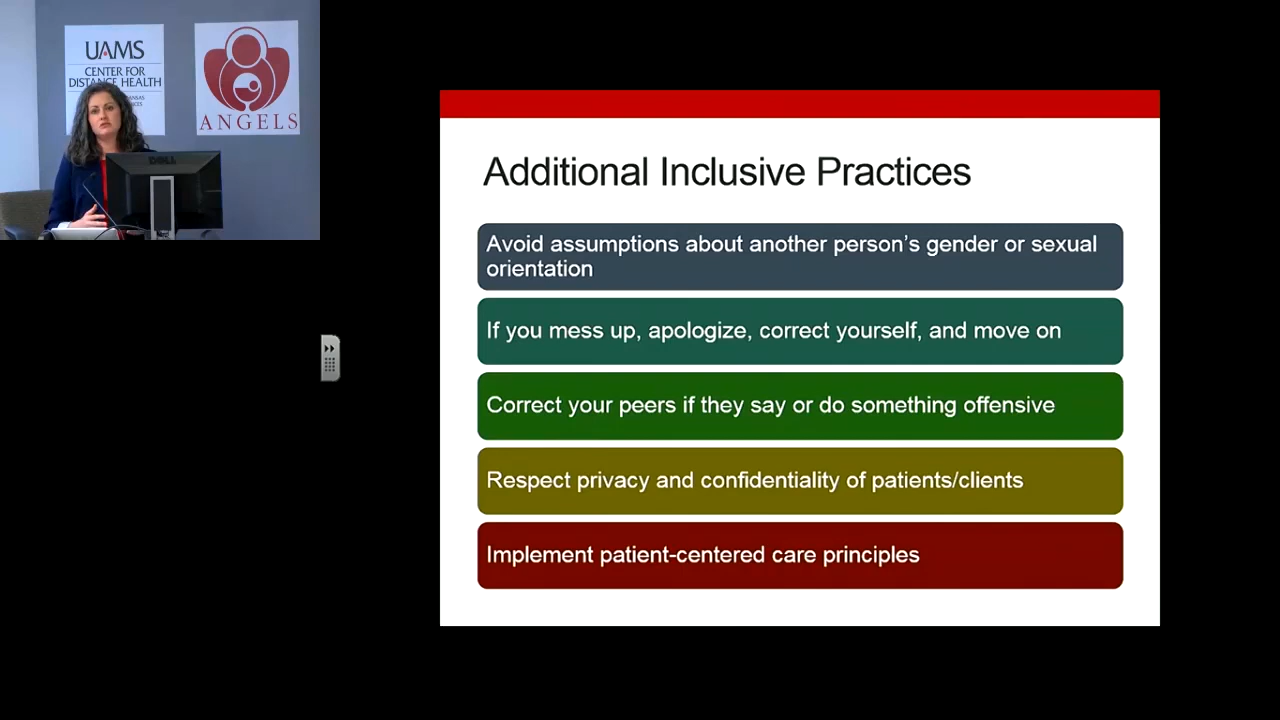 UAMS
CENTER FOR
DISTANCE HEALTH
ANGELS
DELL
Additional Inclusive Practices
Avoid assumptions about another person’s gender or sexual
orientation
If you mess up, apologize, correct yourself, and move on
Correct your peers if they say or do something offensive
Respect privacy and confidentiality of patients/clients
Implement patient-centered care principles